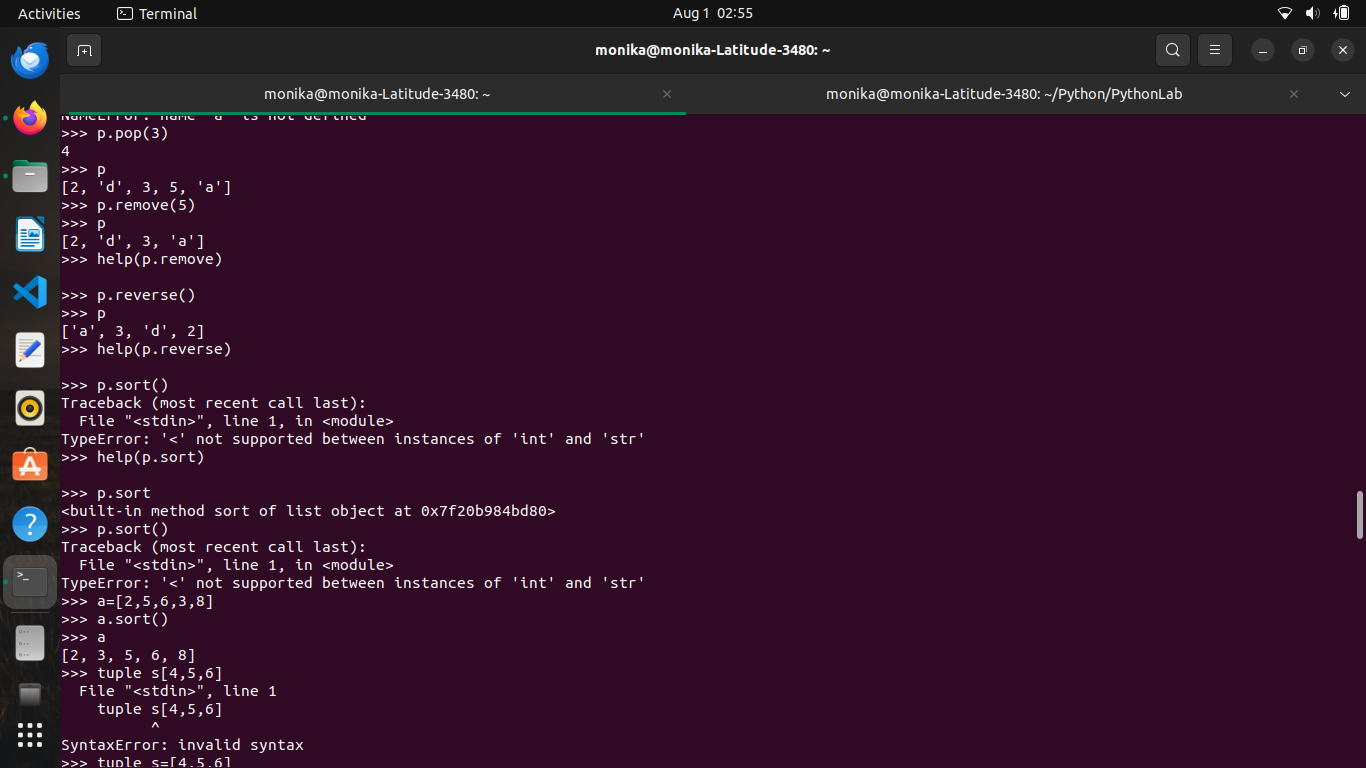 Activities
Terminal
Aug 1 02:55
monika@monika-Latitude-3480: ~
monika@monika-Latitude-3480: ~
monika@monika-Latitude-3480: ~/Python/PythonLab
NameError: name 'a' is not defined
>>> p.pop(3)
4
>>> p
[2, 'd', 3, 5, 'a']
>>> p.remove(5)
>>> p
[2, 'd', 3, 'a']
>>> help(p.remove)
>>> p.reverse()
>>> p
['a', 3, 'd', 2]
>>> help(p.reverse)
>>> p.sort()
Traceback (most recent call last):
  File "<stdin>", line 1, in <module>
TypeError: '<' not supported between instances of 'int' and 'str'
>>> help(p.sort)
>>> p.sort
<built-in method sort of list object at 0x7f20b984bd80>
>>> p.sort()
Traceback (most recent call last):
  File "<stdin>", line 1, in <module>
TypeError: '<' not supported between instances of 'int' and 'str'
>>> a=[2,5,6,3,8]
>>> a.sort()
>>> a
[2, 3, 5, 6, 8]
>>> tuple s[4,5,6]
  File "<stdin>", line 1
    tuple s[4,5,6]
          ^
SyntaxError: invalid syntax
>>> tuple s=[4,5,6]